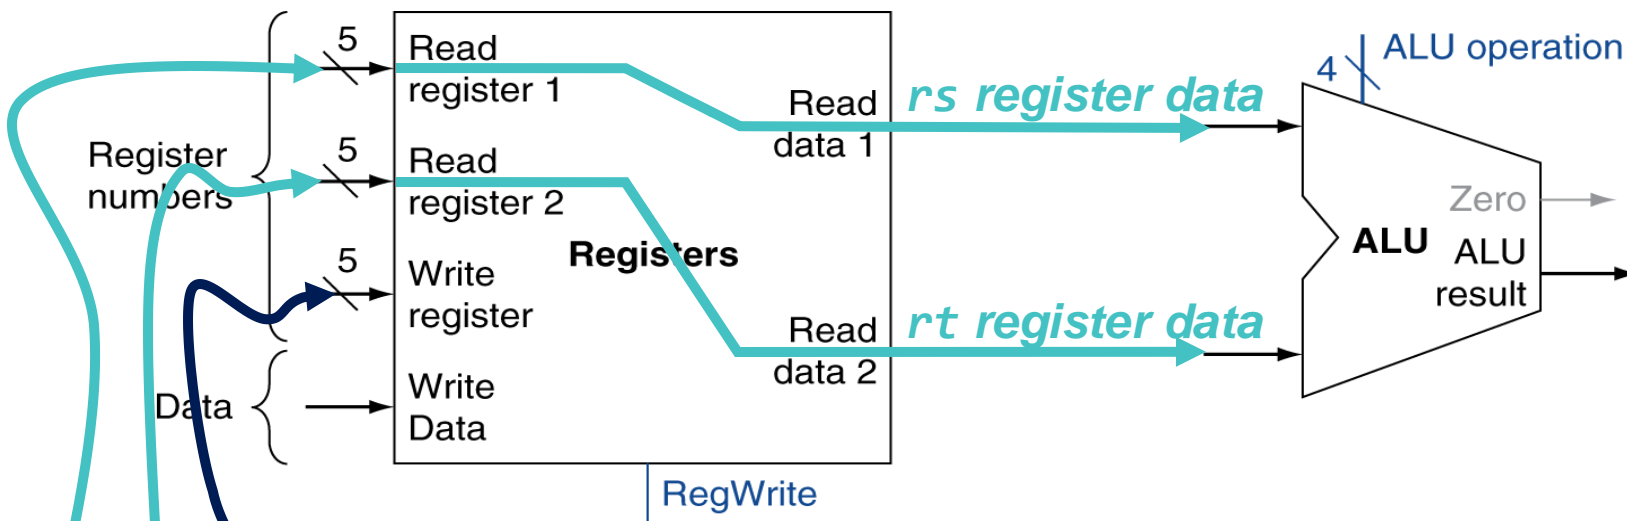 Register
numbers
Data
5
5
5
Read
register 1
Read
register 2
Write
register
Write
Data
Registers
Read
data 1
Read
data 2
RegWrite
rs register data
rt register data
4
ALU operation
ALU
Zero
ALU
result